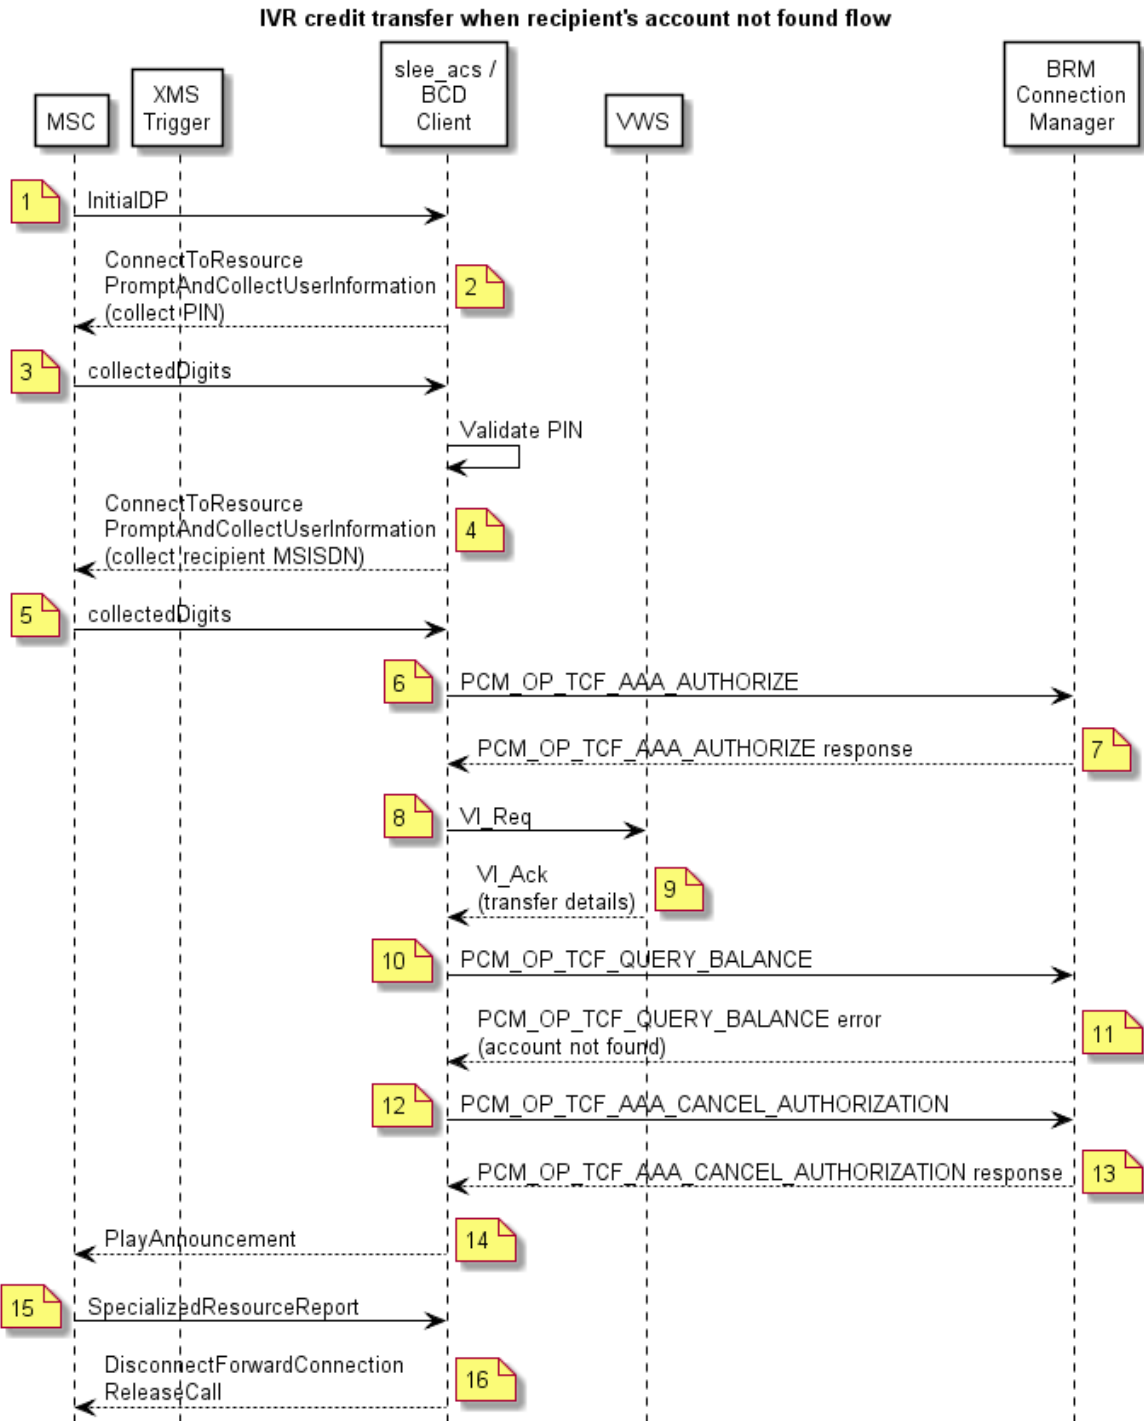 IVR credit transfer when recipient's account not found flow
MSC
XMS
Trigger
slee_acs /
BCD
Client
VWS
BRM
Connection
Manager
1
InitialDP
ConnectToResource
PromptAndCollectUserInformation
(collect PIN)
2
3
collectedDigits
Validate PIN
ConnectToResource
PromptAndCollectUserInformation
(collect recipient MSISDN)
4
5
collectedDigits
6
PCM_OP_TCF_AAA_AUTHORIZE
PCM_OP_TCF_AAA_AUTHORIZE response
7
8
VI_Req
VI_Ack
(transfer details)
9
10
PCM_OP_TCF_QUERY_BALANCE
PCM_OP_TCF_QUERY_BALANCE error
(account not found)
11
12
PCM_OP_TCF_AAA_CANCEL_AUTHORIZATION
PCM_OP_TCF_AAA_CANCEL_AUTHORIZATION response
13
PlayAnnouncement
14
15
SpecializedResourceReport
DisconnectForwardConnection
ReleaseCall
16